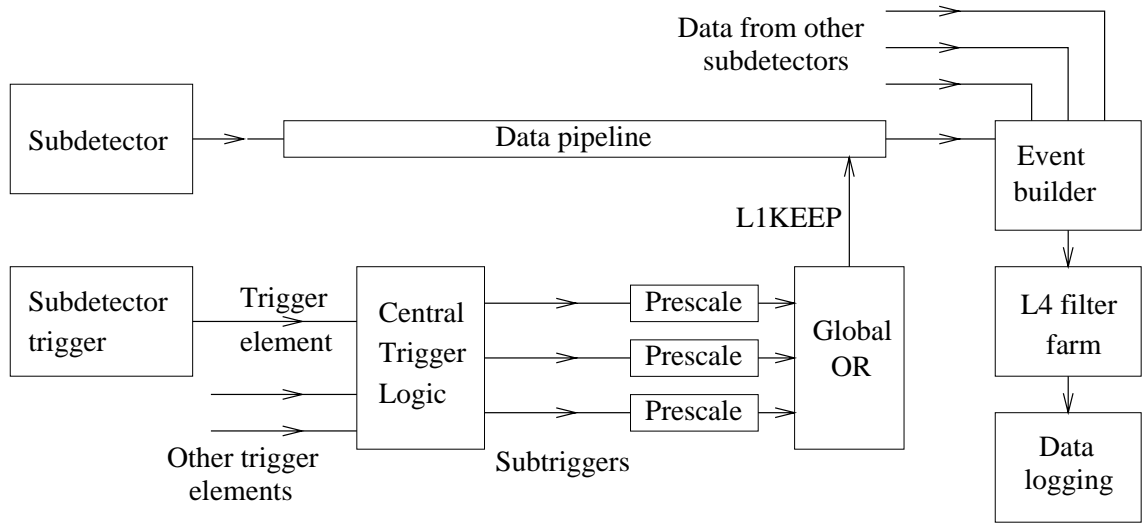 Data from other
subdetectors
Subdetector
Data pipeline
Event
builder
L1KEEP
Subdetector
trigger
Trigger
element
Central
Trigger
Logic
Prescale
Prescale
Prescale
Global
OR
L4 filter
farm
Other trigger
elements
Subtriggers
Data
logging